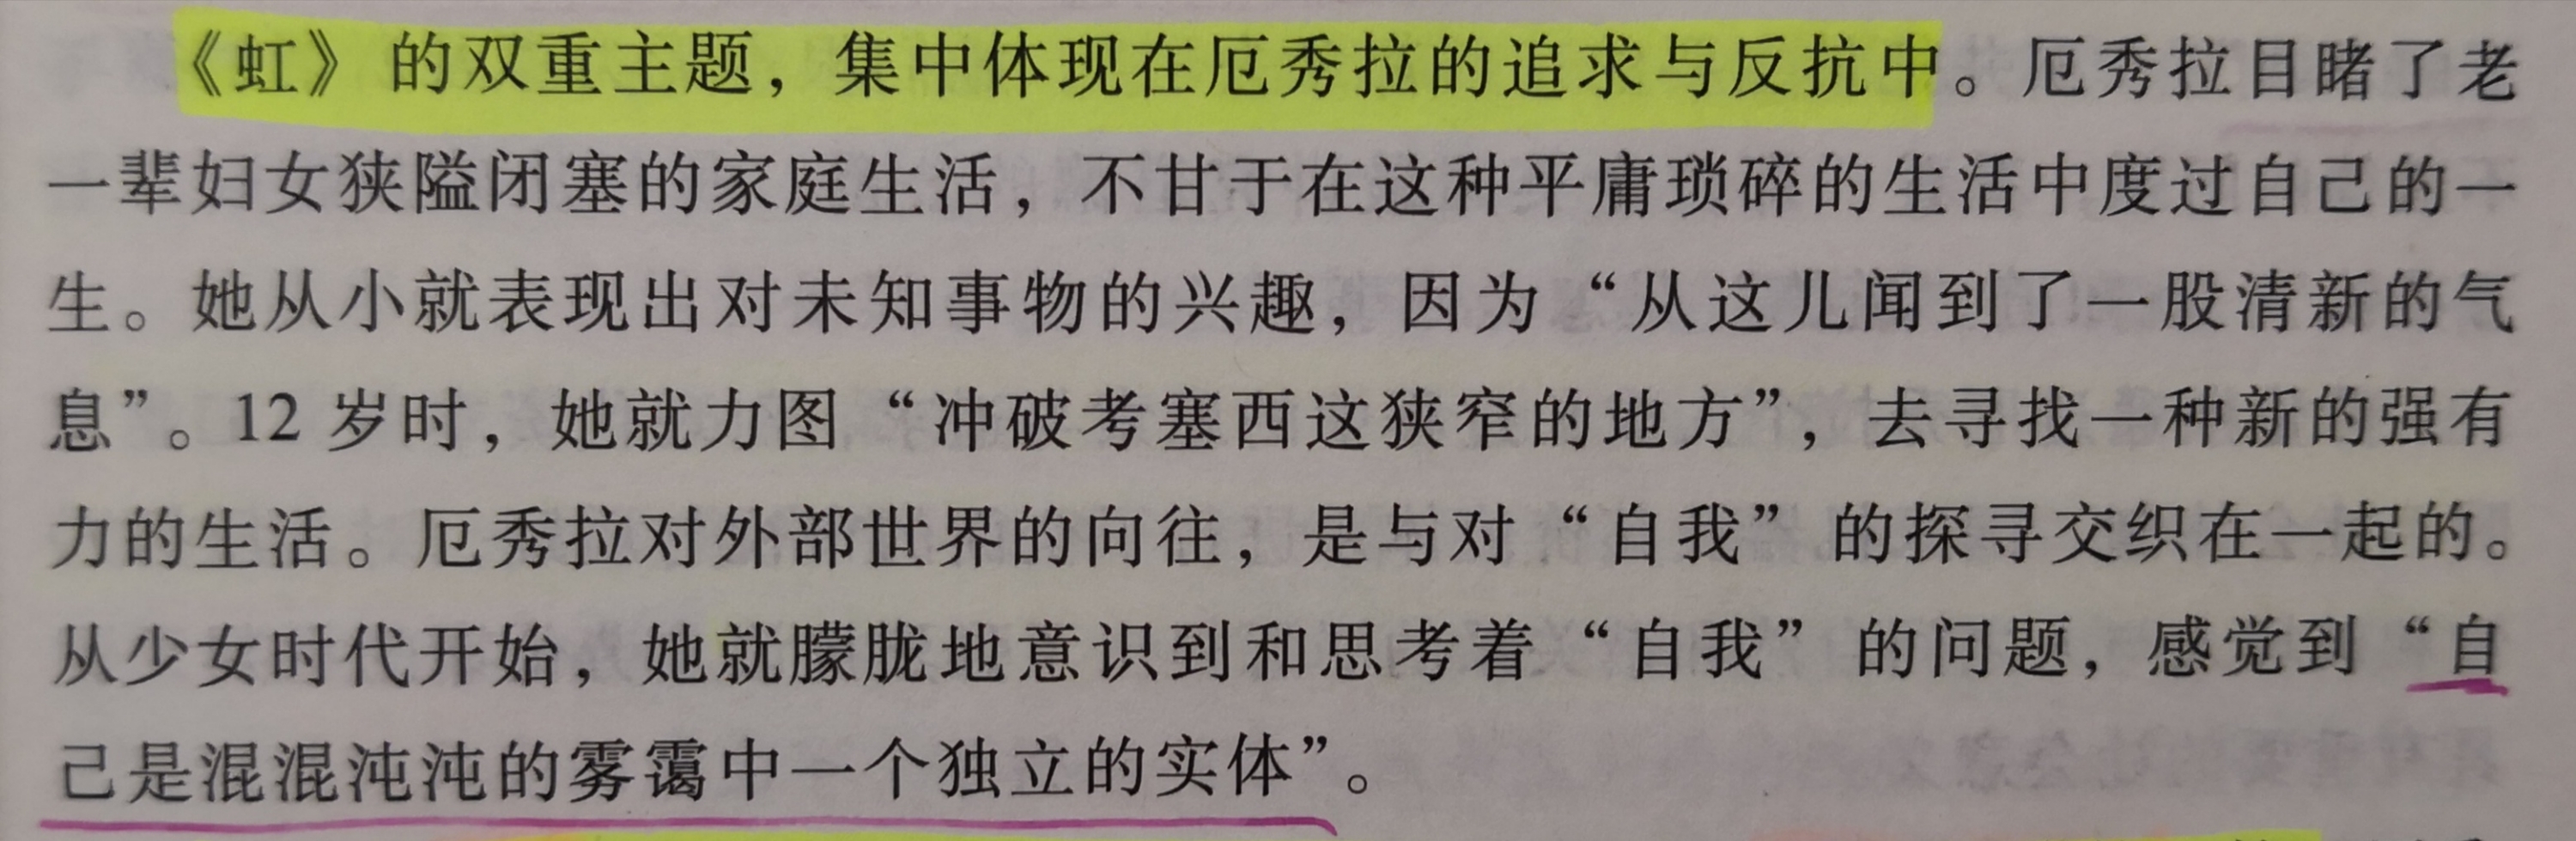 《虹》的双重主题，集中体现在厄秀拉的追求与反抗中。厄秀拉目睹了老
一辈妇女狭隘闭塞的家庭生活，不甘于在这种平庸琐碎的生活中度过自己的一
生。她从小就表现出对未知事物的兴趣，因为“从这儿闻到了一股清新的气
息”。12 岁时，她就力图“冲破考塞西这狭窄的地方”，去寻找一种新的强有
力的生活。厄秀拉对外部世界的向往，是与对“自我”的探寻交织在一起的。
从少女时代开始，她就朦胧地意识到和思考着“自我”的问题，感觉到“自
己是混混沌沌的雾霭中一个独立的实体”。